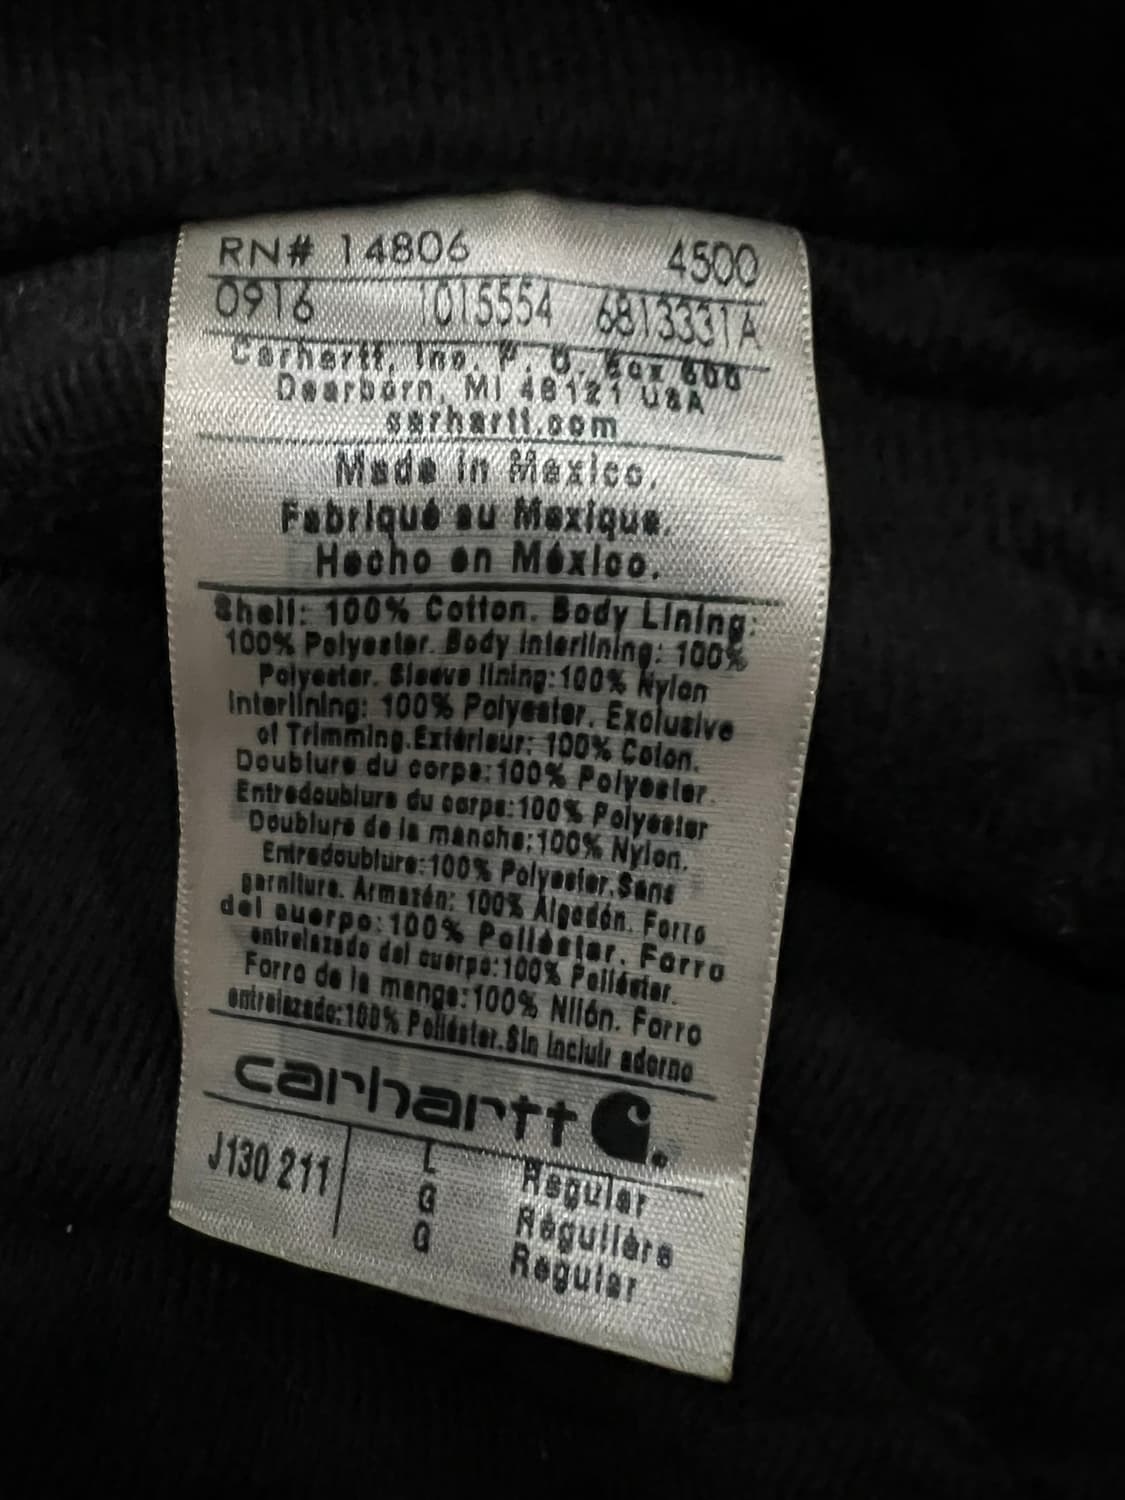 RN# 14806 4500
0916 1015554 6813331A
Carhartt, Inc. P. O. Box 600
Dearborn, MI 48121 USA
carhartt.com
Made in Mexico.
Fabriqué au Mexique.
Hecho en México.
Shell: 100% Cotton. Body Lining:
100% Polyester. Body Interlining: 100%
Polyester. Sleeve lining:100% Nylon
Interlining: 100% Polyester. Exclusive
of Trimming.Extérieur: 100% Coton.
Doublure du corps:100% Polyester.
Entredoublure du corps:100% Polyester
Doublure de la manche:100% Nylon.
Entredoublure:100% Polyester.Sans
garniture. Armazón: 100% Algodón. Forro
del cuerpo:100% Poliéster. Forro
entrelazado del cuerpo:100% Poliéster.
Forro de la manga:100% Nilón. Forro
entrelazado:100% Poliéster.Sin incluir adorno
carhartt
J130 211 L Regular
G Régulière
G Regular